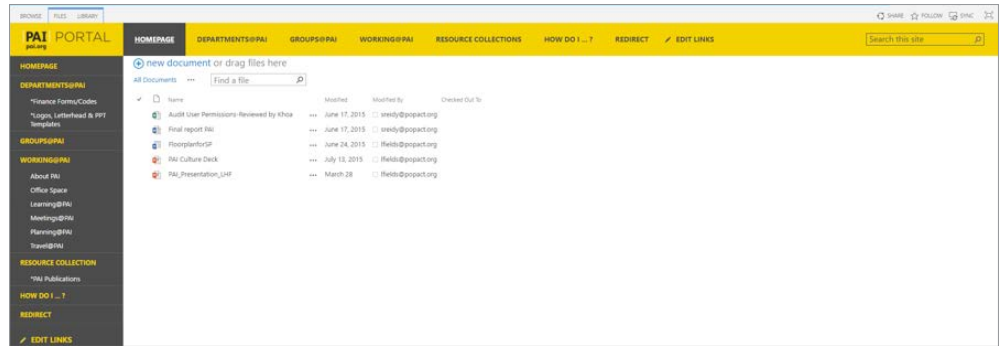 BROWSE FILES LIBRARY
SHARE FOLLOW SYNC
PAI PORTAL
pai.org
HOMEPAGE DEPARTMENTS@PAI GROUPS@PAI WORKING@PAI RESOURCE COLLECTIONS HOW DO I ... ? REDIRECT EDIT LINKS
Search this site
HOMEPAGE
DEPARTMENTS@PAI
*Finance Forms/Codes
*Logos, Letterhead & PPT
Templates
GROUPS@PAI
WORKING@PAI
About PAI
Office Space
Learning@PAI
Meetings@PAI
Planning@PAI
Travel@PAI
RESOURCE COLLECTION
*PAI Publications
HOW DO I ... ?
REDIRECT
EDIT LINKS
new document or drag files here
All Documents ... Find a file
Name Modified Modified By Checked Out To
Audit User Permissions-Reviewed by Khoa ... June 17, 2015 sreidy@popact.org
Final report PAI ... June 17, 2015 sreidy@popact.org
FloorplanforSP ... June 24, 2015 lfields@popact.org
PAI Culture Deck ... July 13, 2015 lfields@popact.org
PAI_Presentation_LHF ... March 28 lfields@popact.org